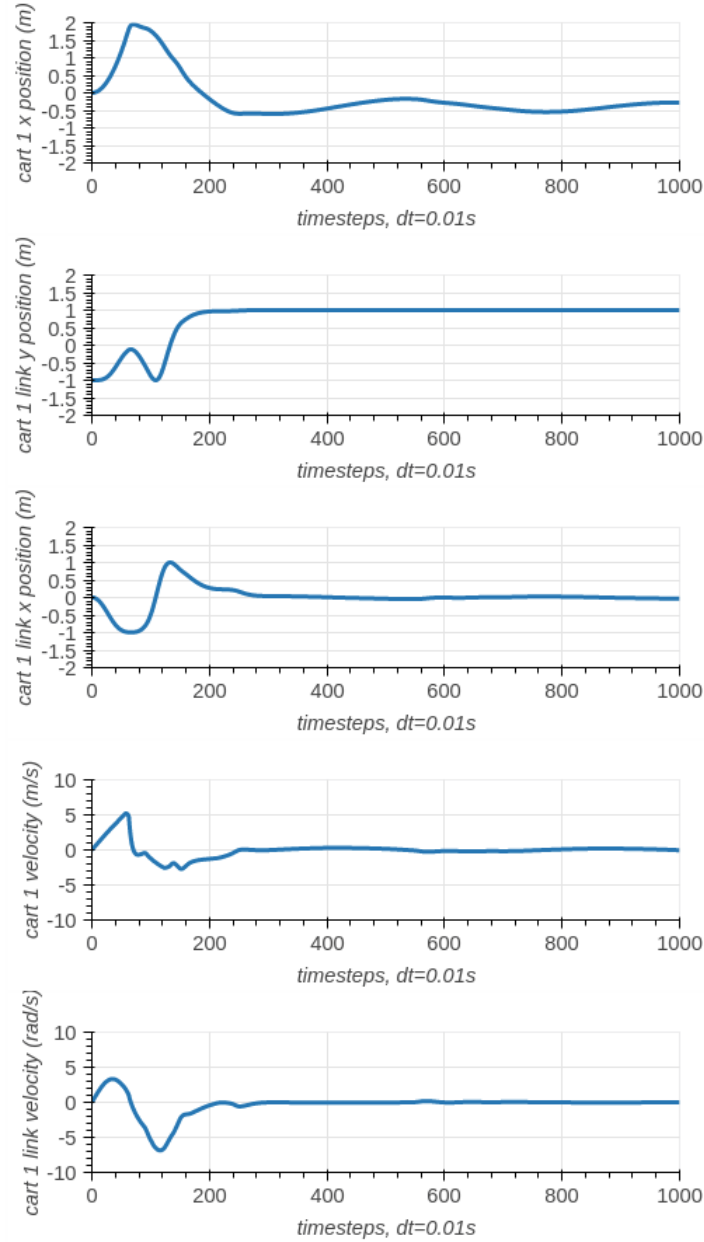 cart 1 x position (m)
2
1.5
1
0.5
0
-0.5
-1
-1.5
-2
0 200 400 600 800 1000
timesteps, dt=0.01s
cart 1 link y position (m)
2
1.5
1
0.5
0
-0.5
-1
-1.5
-2
0 200 400 600 800 1000
timesteps, dt=0.01s
cart 1 link x position (m)
2
1.5
1
0.5
0
-0.5
-1
-1.5
-2
0 200 400 600 800 1000
timesteps, dt=0.01s
cart 1 velocity (m/s)
10
5
0
-5
-10
0 200 400 600 800 1000
timesteps, dt=0.01s
cart 1 link velocity (rad/s)
10
5
0
-5
-10
0 200 400 600 800 1000
timesteps, dt=0.01s